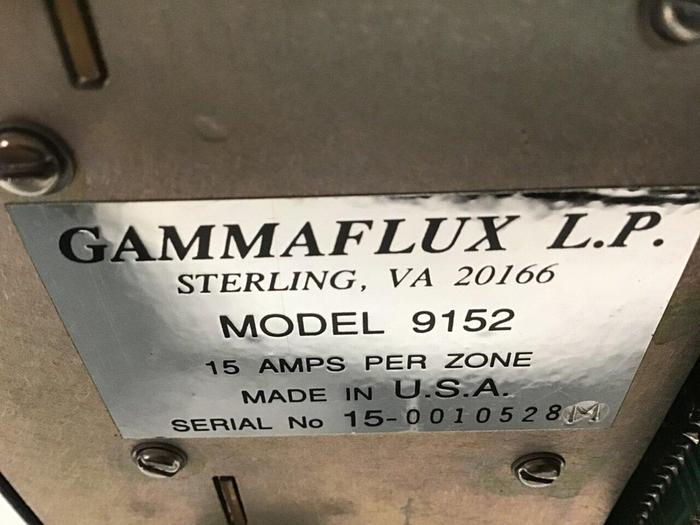 GAMMAFLUX L.P.
STERLING, VA 20166
MODEL 9152
15 AMPS PER ZONE
MADE IN U.S.A.
SERIAL No 15-0010528 M